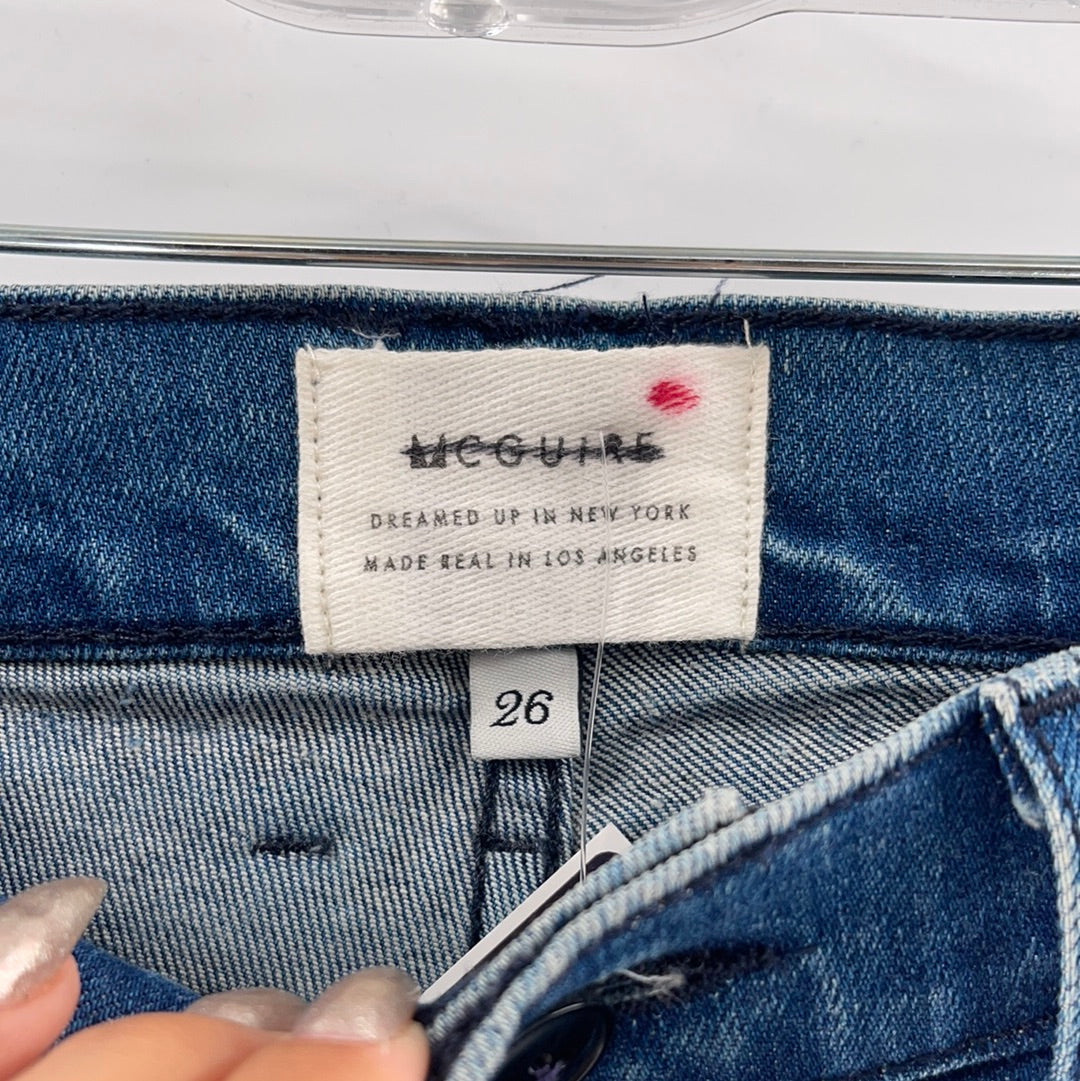 MCGUIRE
DREAMED UP IN NEW YORK
MADE REAL IN LOS ANGELES
26